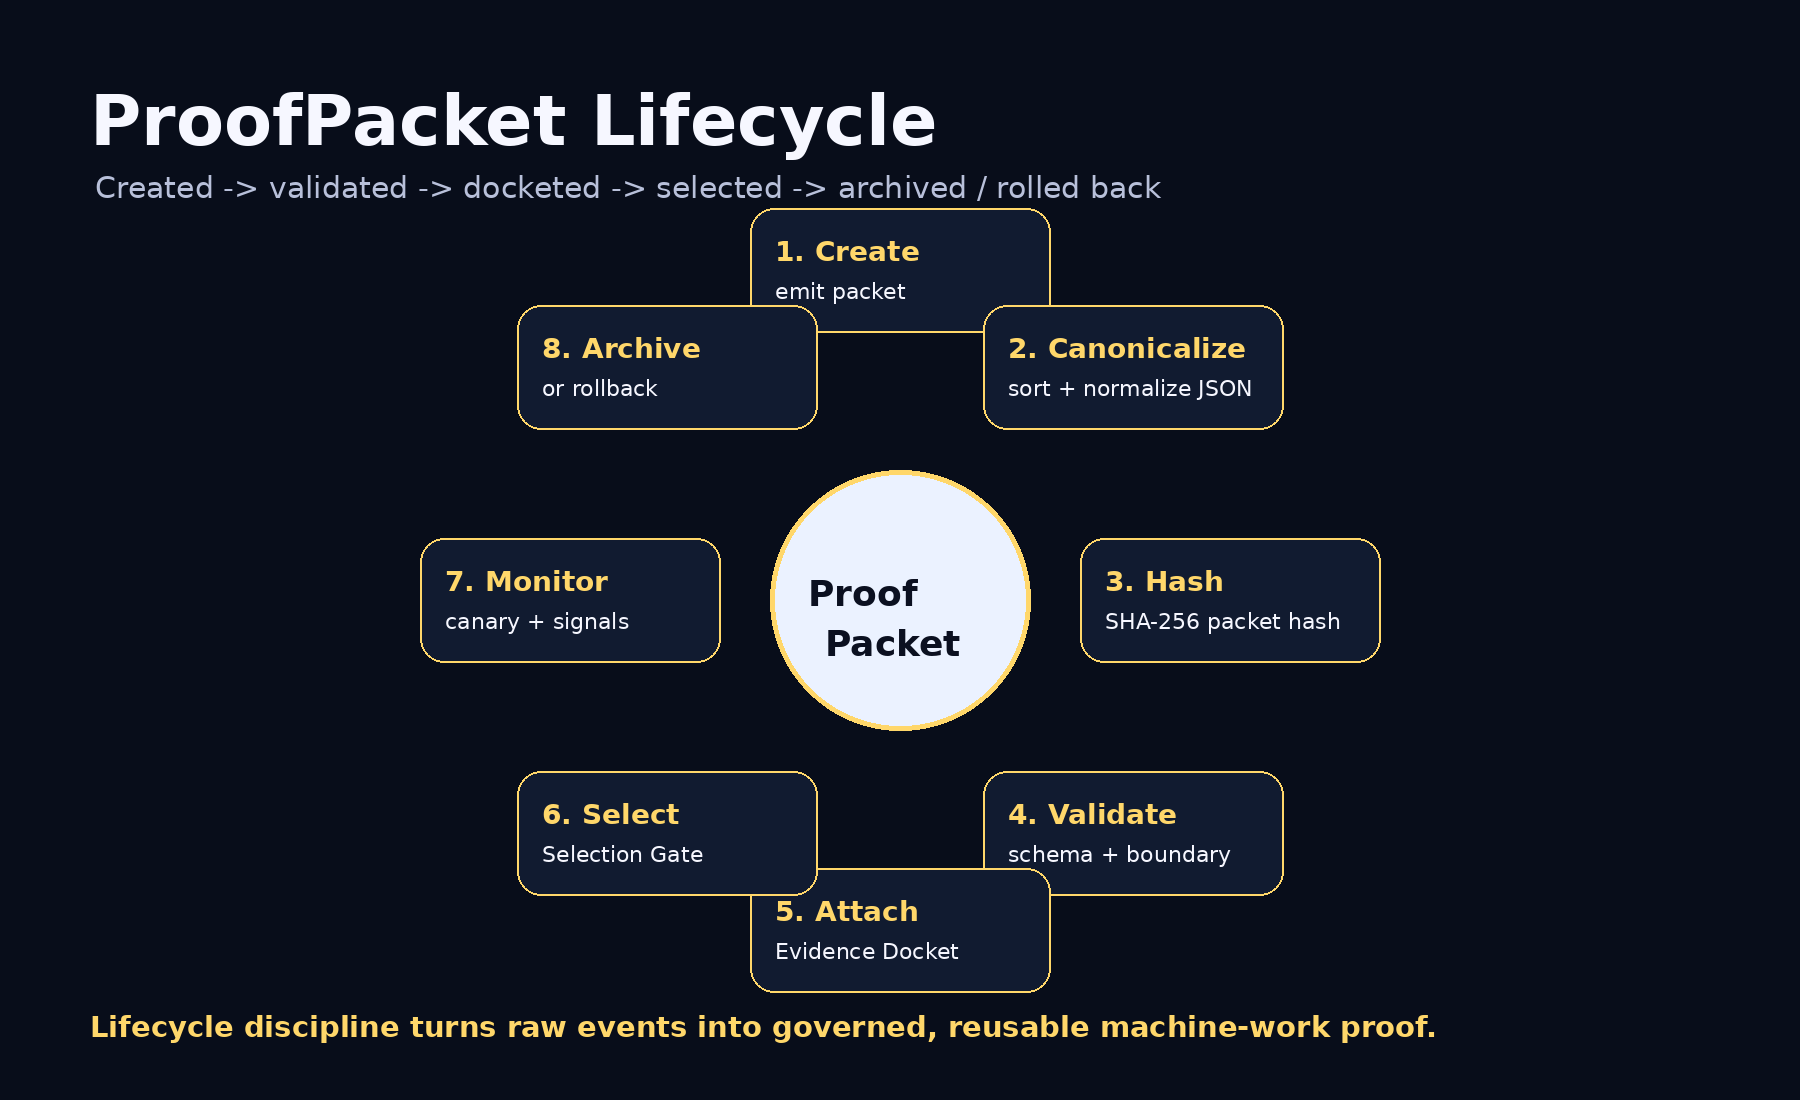 ProofPacket Lifecycle
Created -> validated -> docketed -> selected -> archived / rolled back
1. Create
emit packet
2. Canonicalize
sort + normalize JSON
3. Hash
SHA-256 packet hash
4. Validate
schema + boundary
5. Attach
Evidence Docket
6. Select
Selection Gate
7. Monitor
canary + signals
8. Archive
or rollback
Proof
Packet
Lifecycle discipline turns raw events into governed, reusable machine-work proof.